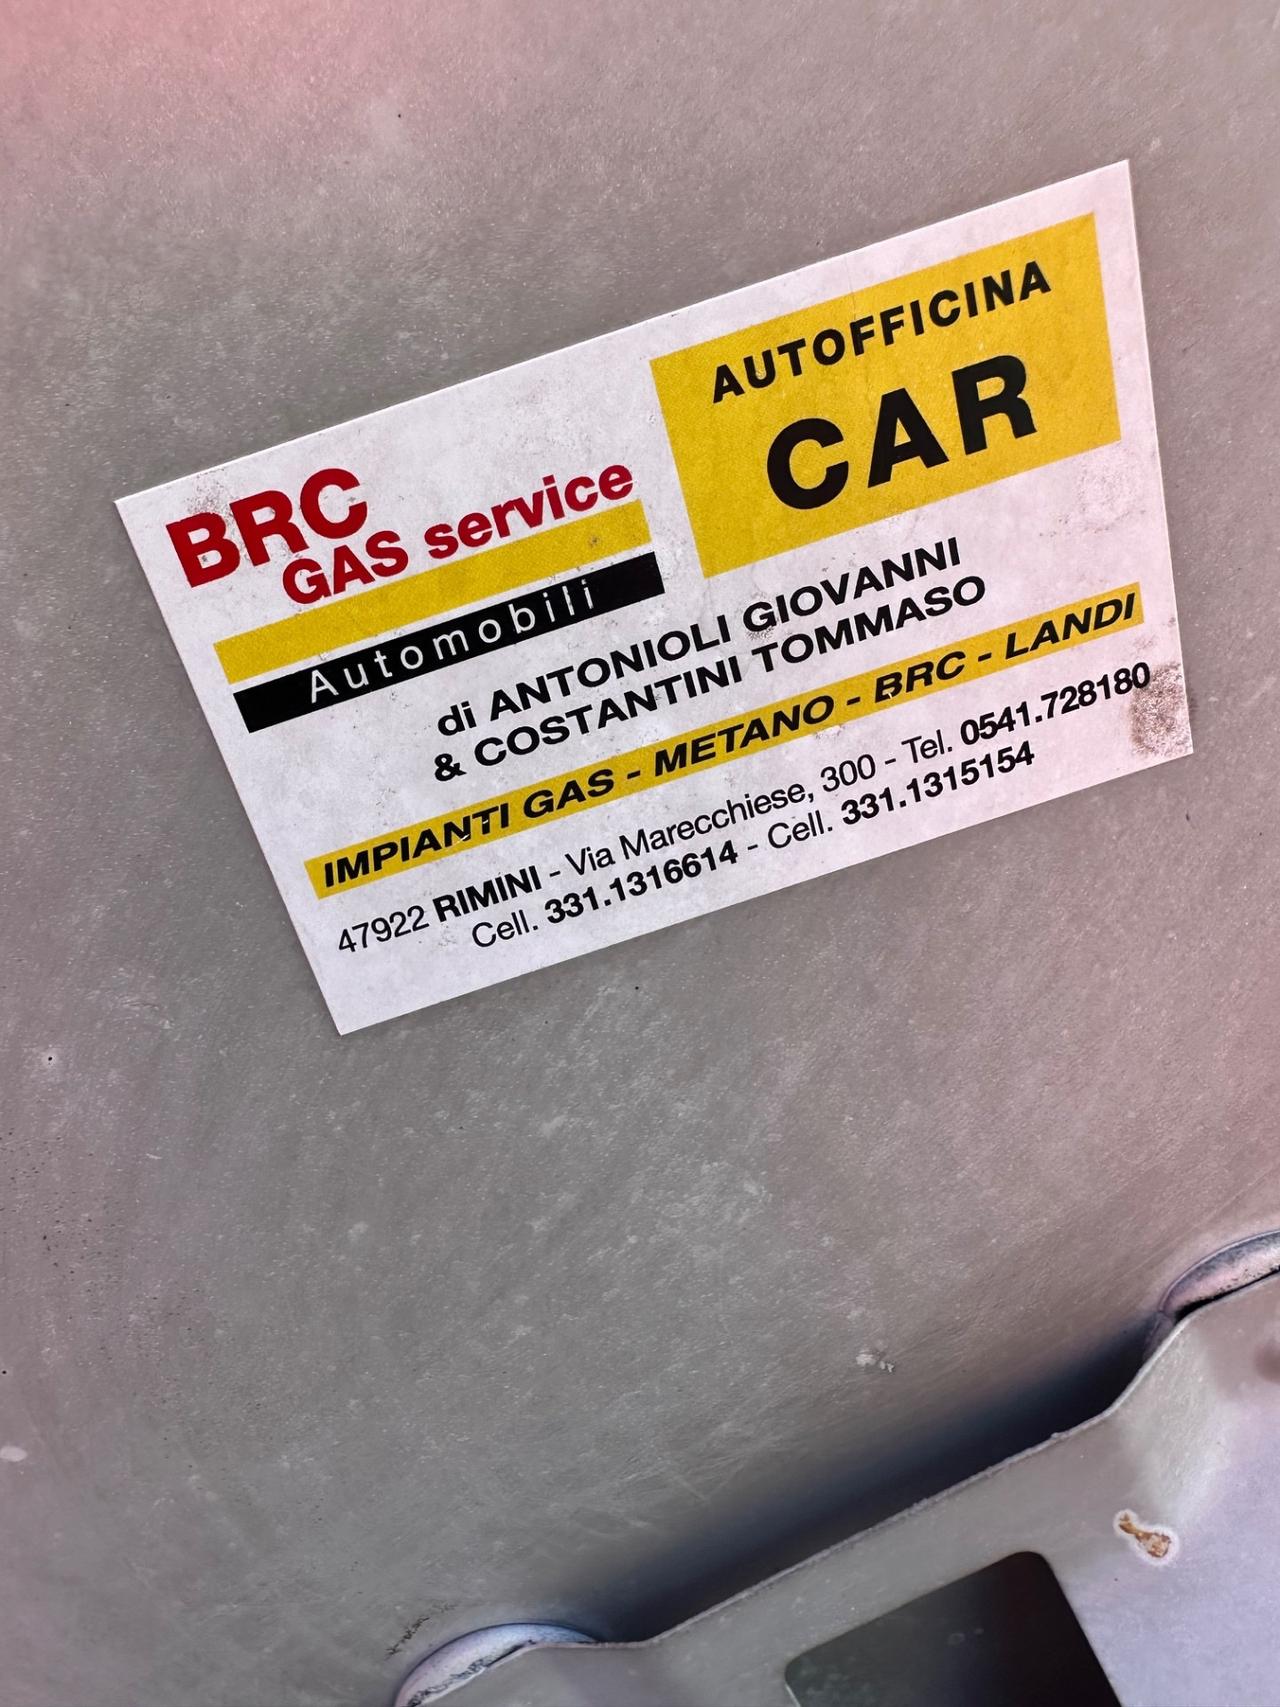 AUTOFFICINA
CAR
BRC
GAS service
Automobili
di ANTONIOLI GIOVANNI
& COSTANTINI TOMMASO
IMPIANTI GAS - METANO - BRC - LANDI
47922 RIMINI - Via Marecchiese, 300 - Tel. 0541.728180
Cell. 331.1316614 - Cell. 331.1315154